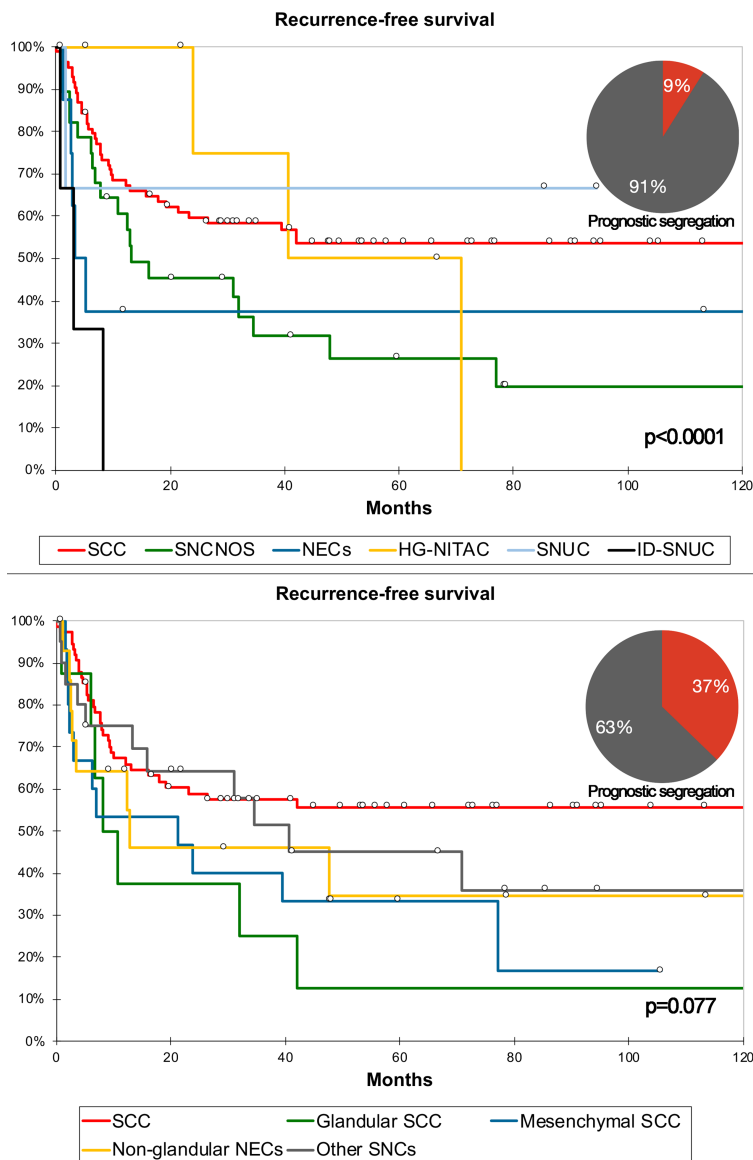 Recurrence-free survival
100%
90%
80%
70%
60%
50%
40%
30%
20%
10%
0%
9%
91%
Prognostic segregation
p<0.0001
0 20 40 60 80 100 120
Months
SCC SNCNOS NECs HG-NITAC SNUC ID-SNUC
Recurrence-free survival
100%
90%
80%
70%
60%
50%
40%
30%
20%
10%
0%
37%
63%
Prognostic segregation
p=0.077
0 20 40 60 80 100 120
Months
SCC Glandular SCC Mesenchymal SCC
Non-glandular NECs Other SNCs